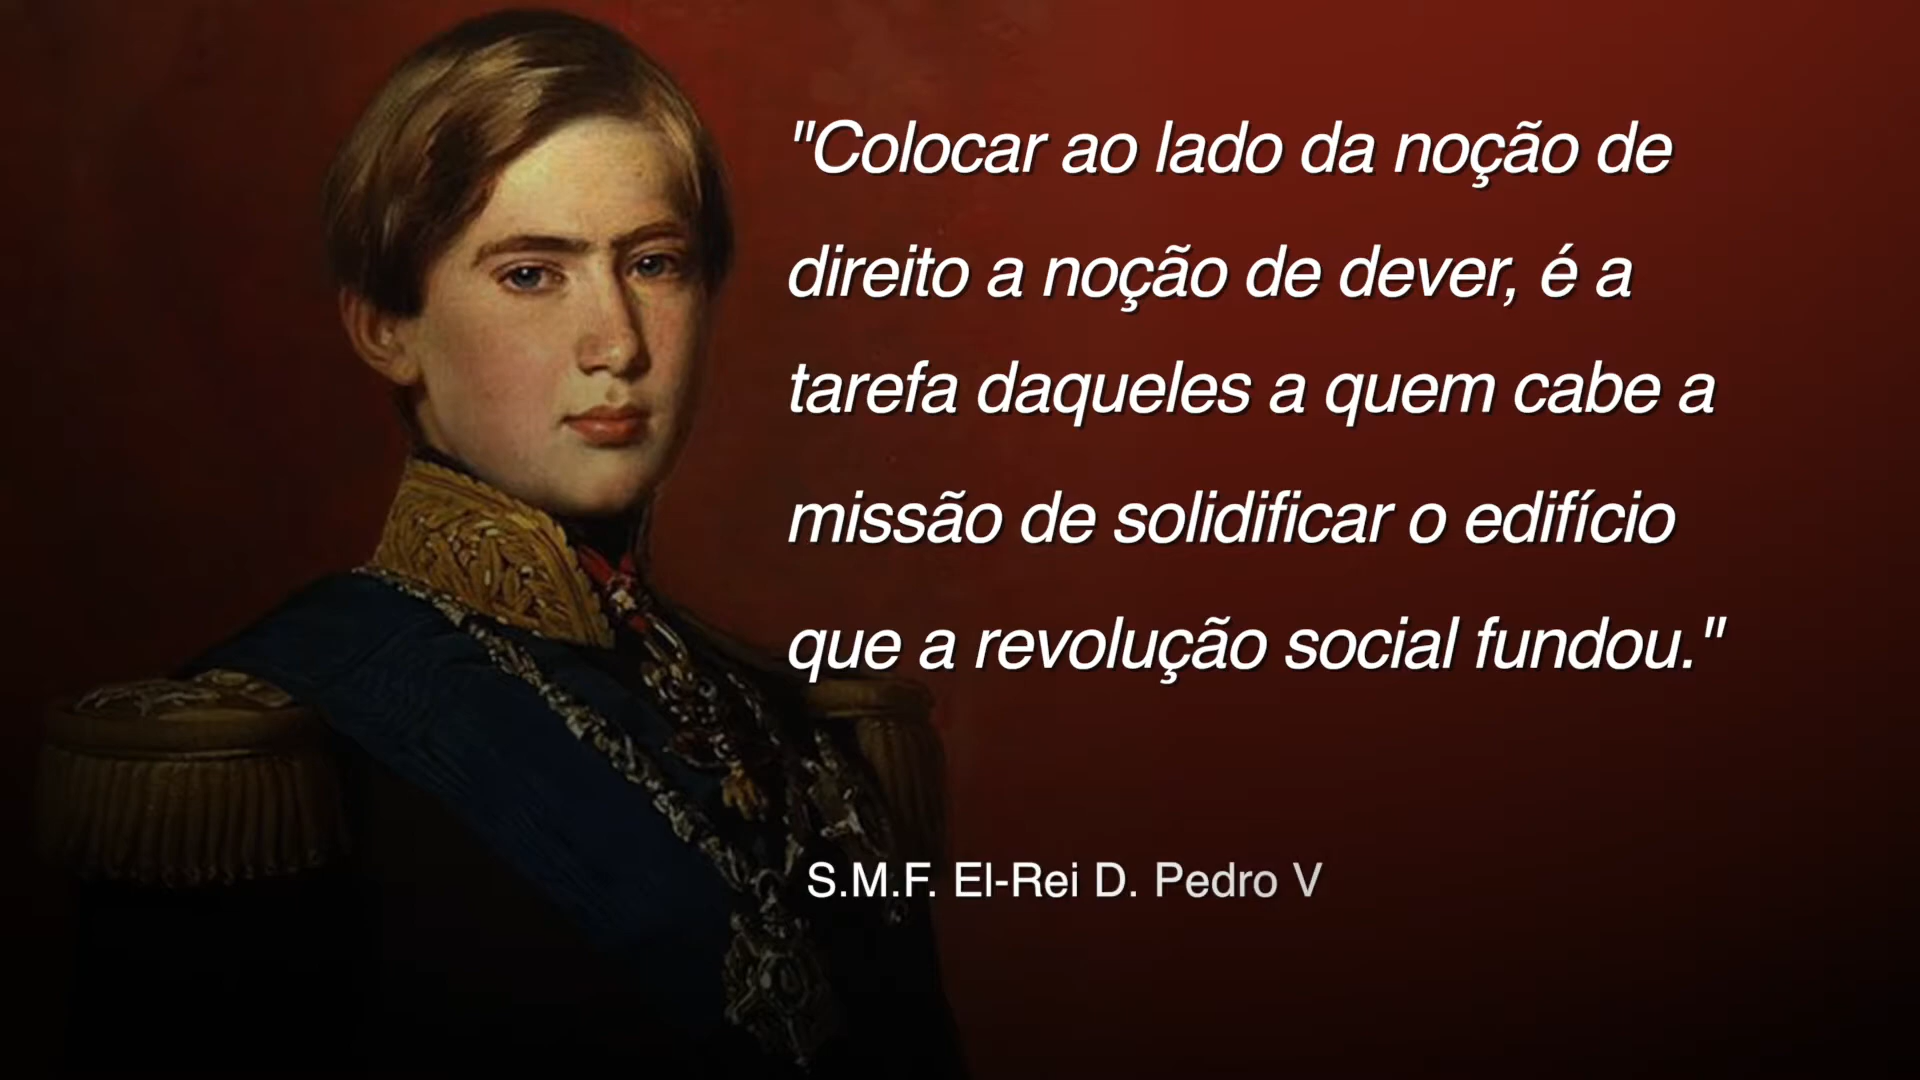 "Colocar ao lado da noção de
direito a noção de dever, é a
tarefa daqueles a quem cabe a
missão de solidificar o edifício
que a revolução social fundou."
S.M.F. El-Rei D. Pedro V